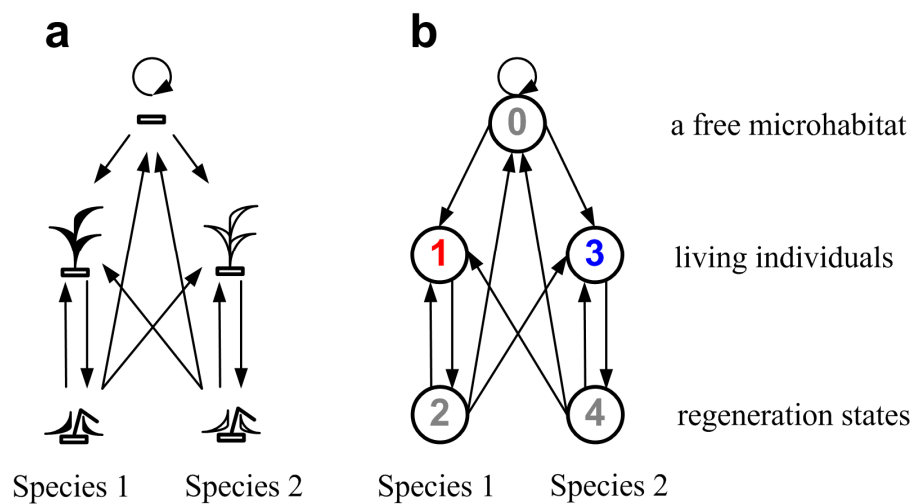 a
b
0
a free microhabitat
1
3
living individuals
2
4
regeneration states
Species 1
Species 2
Species 1
Species 2